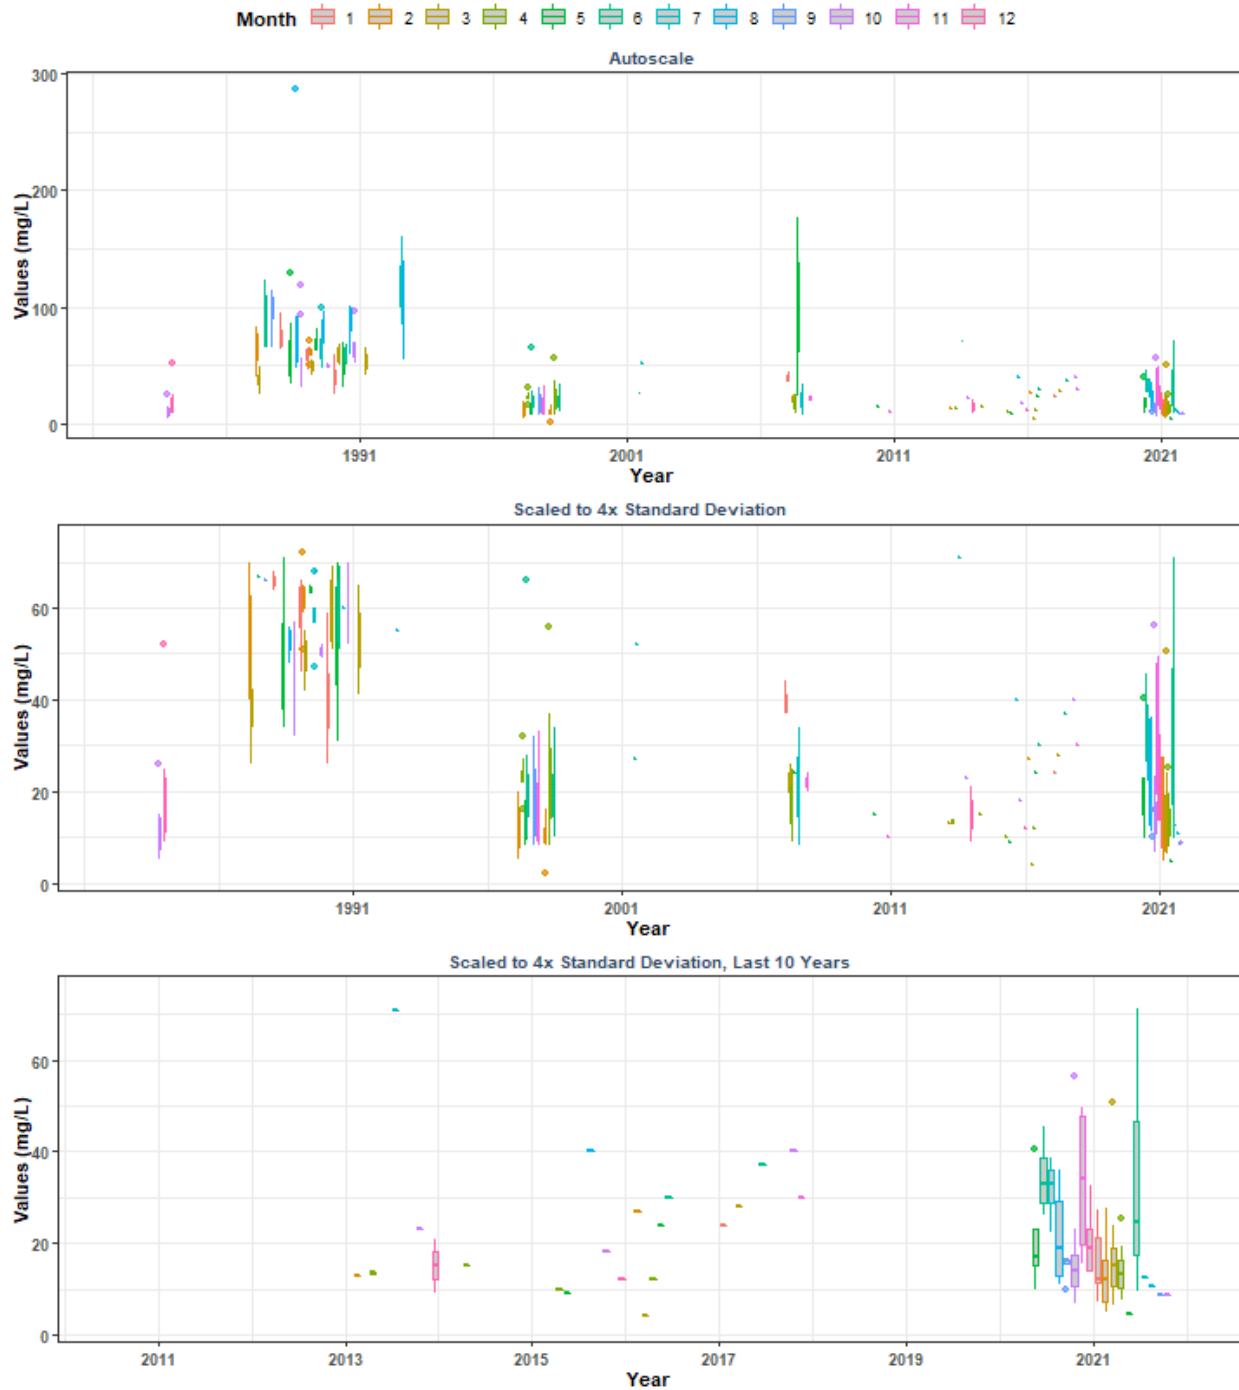 Month 1 2 3 4 5 6 7 8 9 10 11 12
Autoscale
300
200
100
0
Values (mg/L)
1991 2001 2011 2021
Year
Scaled to 4x Standard Deviation
60
40
20
0
Values (mg/L)
1991 2001 2011 2021
Year
Scaled to 4x Standard Deviation, Last 10 Years
60
40
20
0
Values (mg/L)
2011 2013 2015 2017 2019 2021
Year